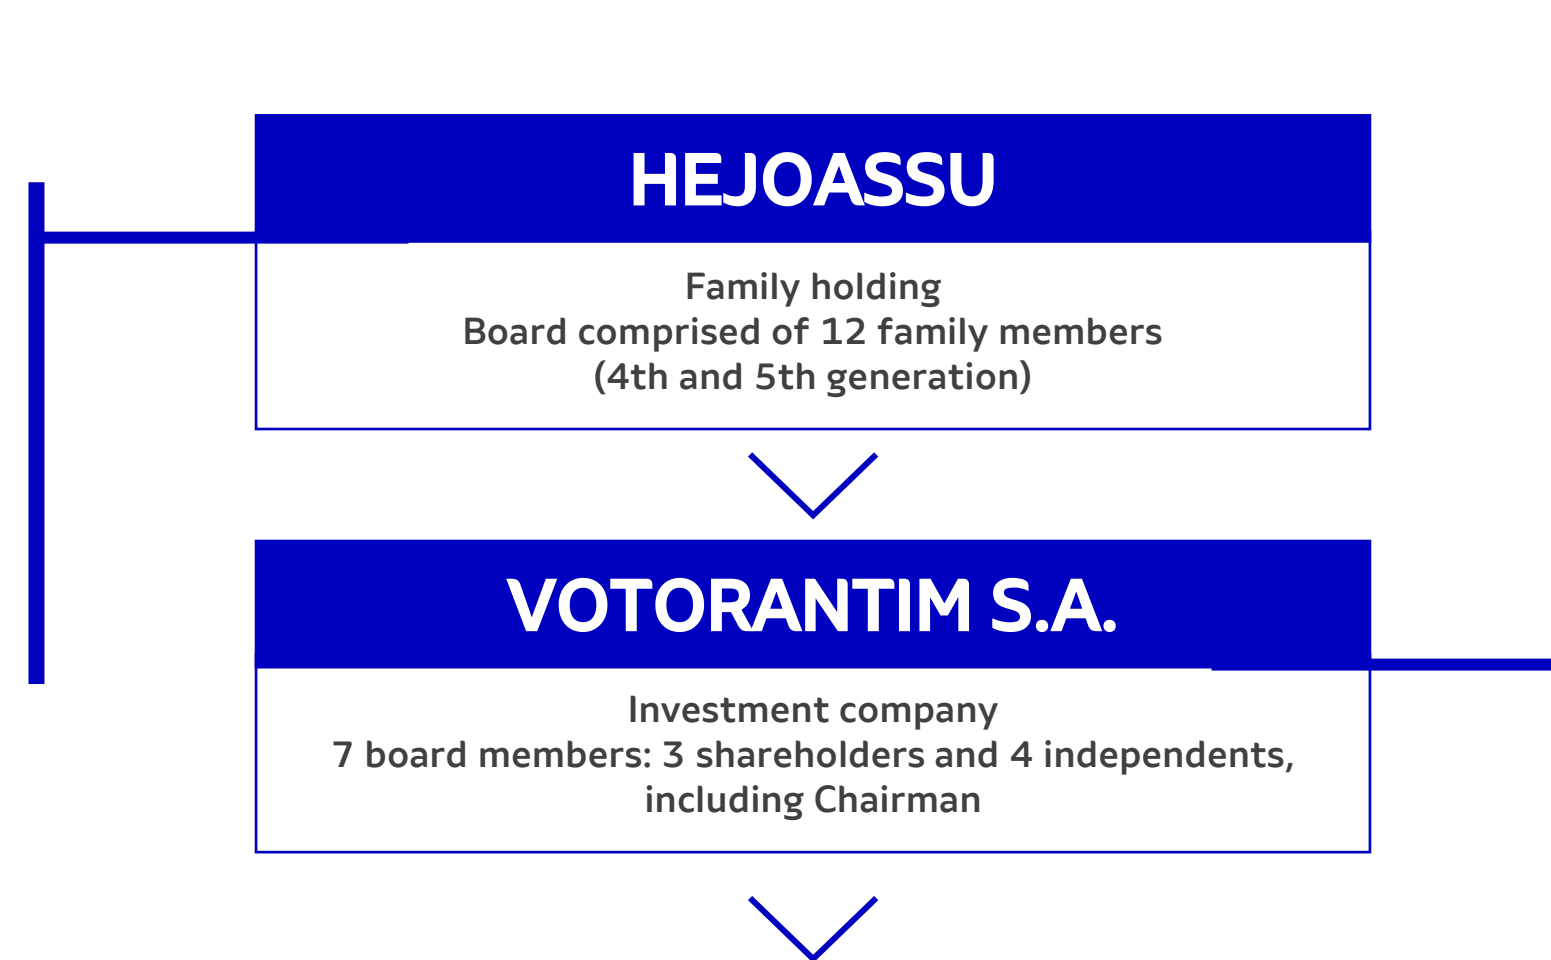 HEJOASSU
Family holding
Board comprised of 12 family members
(4th and 5th generation)
VOTORANTIM S.A.
Investment company
7 board members: 3 shareholders and 4 independents,
including Chairman